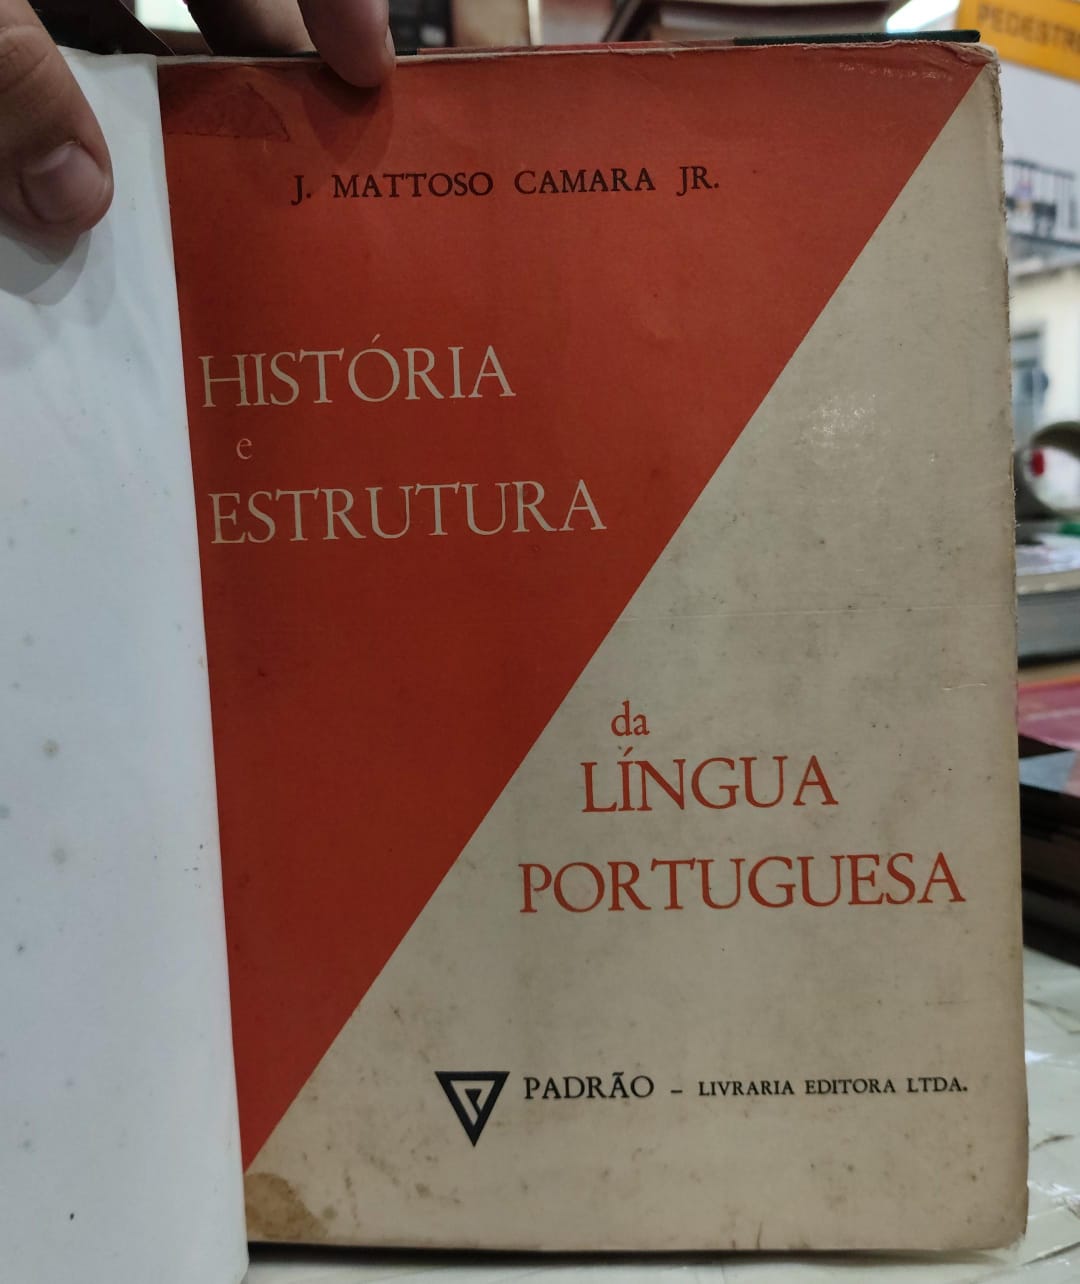 J. MATTOSO CAMARA JR.
HISTÓRIA
e
ESTRUTURA
da
LÍNGUA
PORTUGUESA
PADRÃO – LIVRARIA EDITORA LTDA.